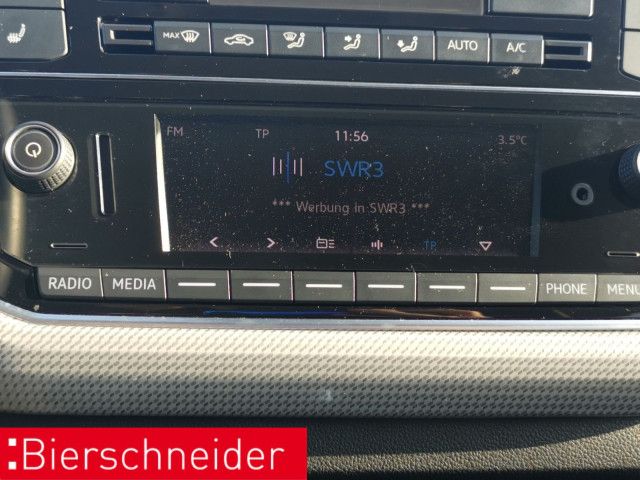 MAX AUTO A/C
FM TP 11:56 3.5°C
SWR3
*** Werbung in SWR3 ***
TP
RADIO MEDIA PHONE MENU
:Bierschneider